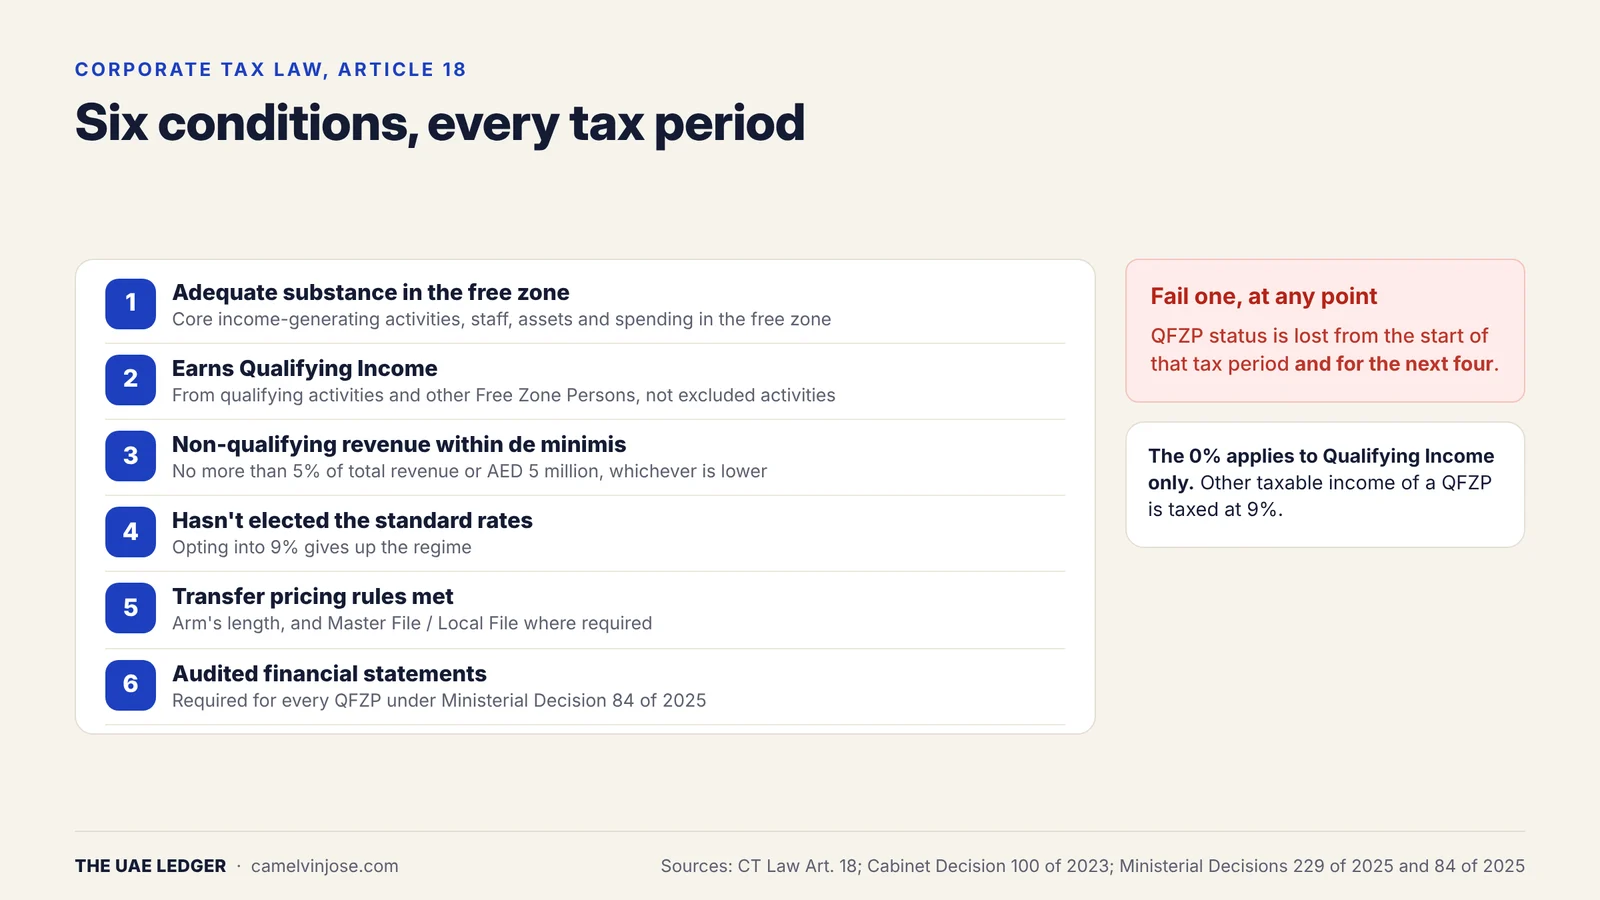 CORPORATE TAX LAW, ARTICLE 18
Six conditions, every tax period
1
Adequate substance in the free zone
Core income-generating activities, staff, assets and spending in the free zone
2
Earns Qualifying Income
From qualifying activities and other Free Zone Persons, not excluded activities
3
Non-qualifying revenue within de minimis
No more than 5% of total revenue or AED 5 million, whichever is lower
4
Hasn't elected the standard rates
Opting into 9% gives up the regime
5
Transfer pricing rules met
Arm's length, and Master File / Local File where required
6
Audited financial statements
Required for every QFZP under Ministerial Decision 84 of 2025
Fail one, at any point
QFZP status is lost from the start of
that tax period and for the next four.
The 0% applies to Qualifying Income
only. Other taxable income of a QFZP
is taxed at 9%.
THE UAE LEDGER · camelvinjose.com
Sources: CT Law Art. 18; Cabinet Decision 100 of 2023; Ministerial Decisions 229 of 2025 and 84 of 2025